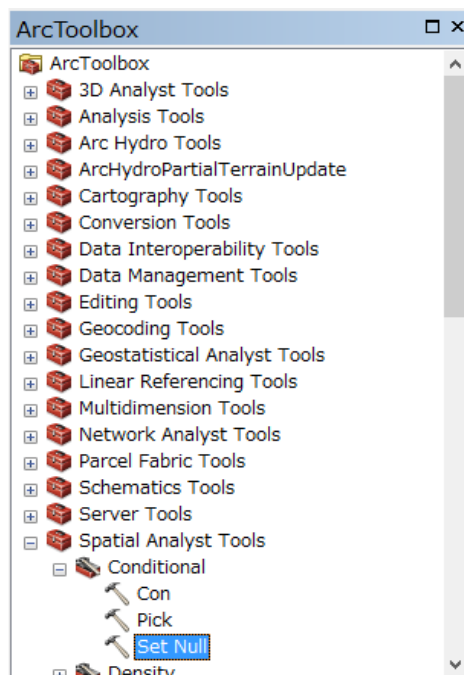 ArcToolbox
ArcToolbox
3D Analyst Tools
Analysis Tools
Arc Hydro Tools
ArcHydroPartialTerrainUpdate
Cartography Tools
Conversion Tools
Data Interoperability Tools
Data Management Tools
Editing Tools
Geocoding Tools
Geostatistical Analyst Tools
Linear Referencing Tools
Multidimension Tools
Network Analyst Tools
Parcel Fabric Tools
Schematics Tools
Server Tools
Spatial Analyst Tools
Conditional
Con
Pick
Set Null
Density